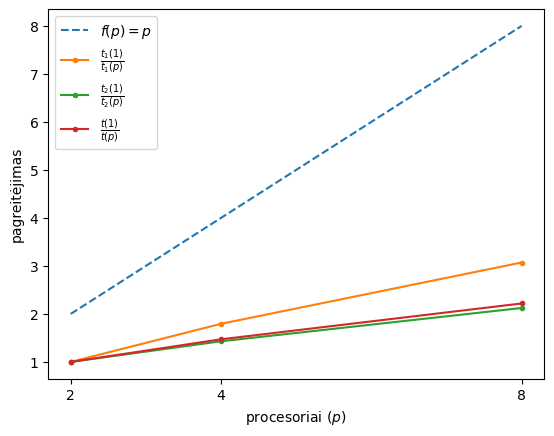 8
7
6
5
4
3
2
1
pagreitėjimas
f(p) = p
t₁(1)
t₁(p)
t₂(1)
t₂(p)
t(1)
t(p)
2 4 8
procesoriai (p)